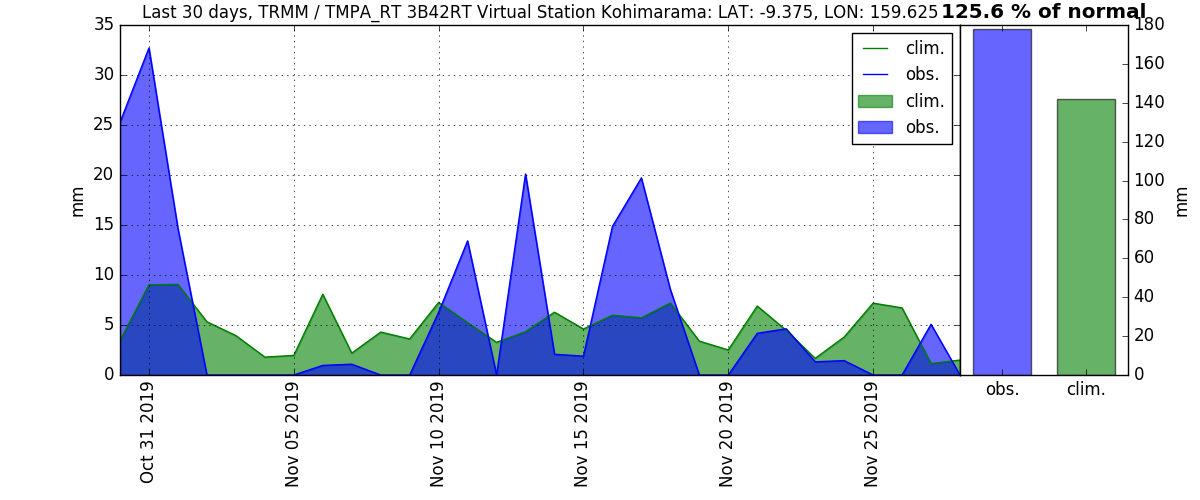 Last 30 days, TRMM / TMPA_RT 3B42RT Virtual Station Kohimarama: LAT: -9.375, LON: 159.625 125.6 % of normal
35
30
25
20
15
10
5
0
mm
clim.
obs.
clim.
obs.
Oct 31 2019
Nov 05 2019
Nov 10 2019
Nov 15 2019
Nov 20 2019
Nov 25 2019
180
160
140
120
100
80
60
40
20
0
mm
obs.
clim.